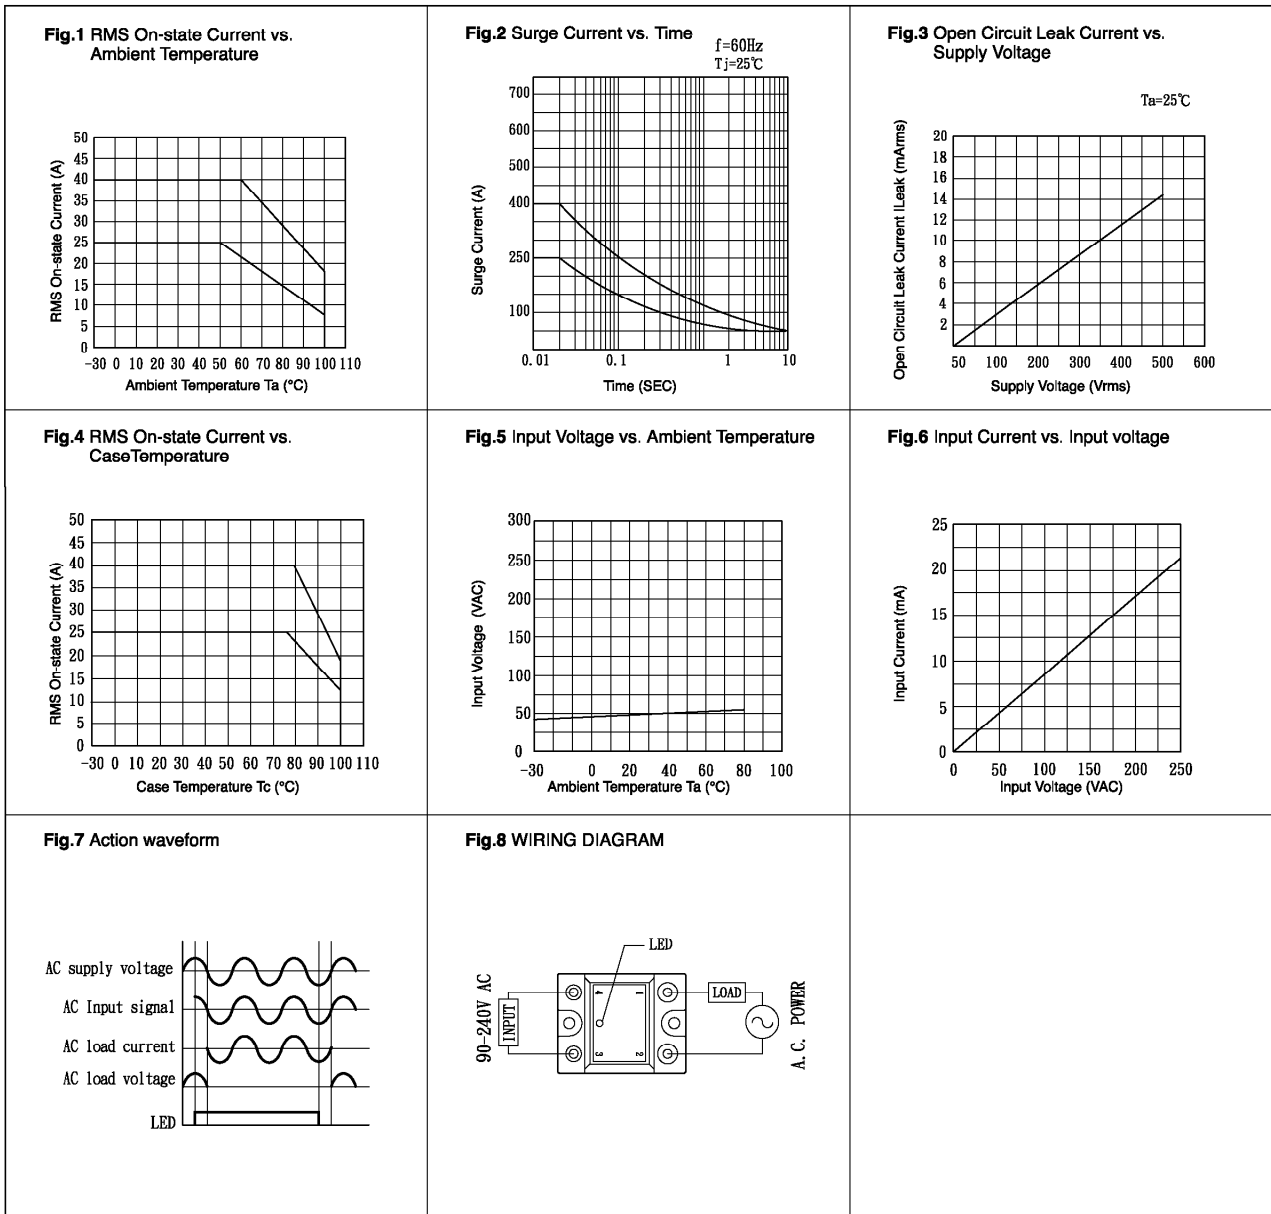 Fig.1 RMS On-state Current vs.
Ambient Temperature
50
45
40
35
30
25
20
15
10
5
0
RMS On-state Current (A)
-30 0 10 20 30 40 50 60 70 80 90 100 110
Ambient Temperature Ta (°C)
Fig.2 Surge Current vs. Time
f=60Hz
Tj=25℃
700
600
500
400
250
100
Surge Current (A)
0.01 0.1 1 10
Time (SEC)
Fig.3 Open Circuit Leak Current vs.
Supply Voltage
Ta=25℃
20
18
16
14
12
10
8
6
4
2
Open Circuit Leak Current ILeak (mArms)
50 100 200 300 400 500 600
Supply Voltage (Vrms)
Fig.4 RMS On-state Current vs.
CaseTemperature
50
45
40
35
30
25
20
15
10
5
0
RMS On-state Current (A)
-30 0 10 20 30 40 50 60 70 80 90 100 110
Case Temperature Tc (°C)
Fig.5 Input Voltage vs. Ambient Temperature
300
250
200
150
100
50
0
Input Voltage (VAC)
-30 0 20 40 60 80 100
Ambient Temperature Ta (°C)
Fig.6 Input Current vs. Input voltage
25
20
15
10
5
0
Input Current (mA)
0 50 100 150 200 250
Input Voltage (VAC)
Fig.7 Action waveform
AC supply voltage
AC Input signal
AC load current
AC load voltage
LED
Fig.8 WIRING DIAGRAM
LED
90-240V AC
INPUT
4
1
3
2
LOAD
A.C. POWER